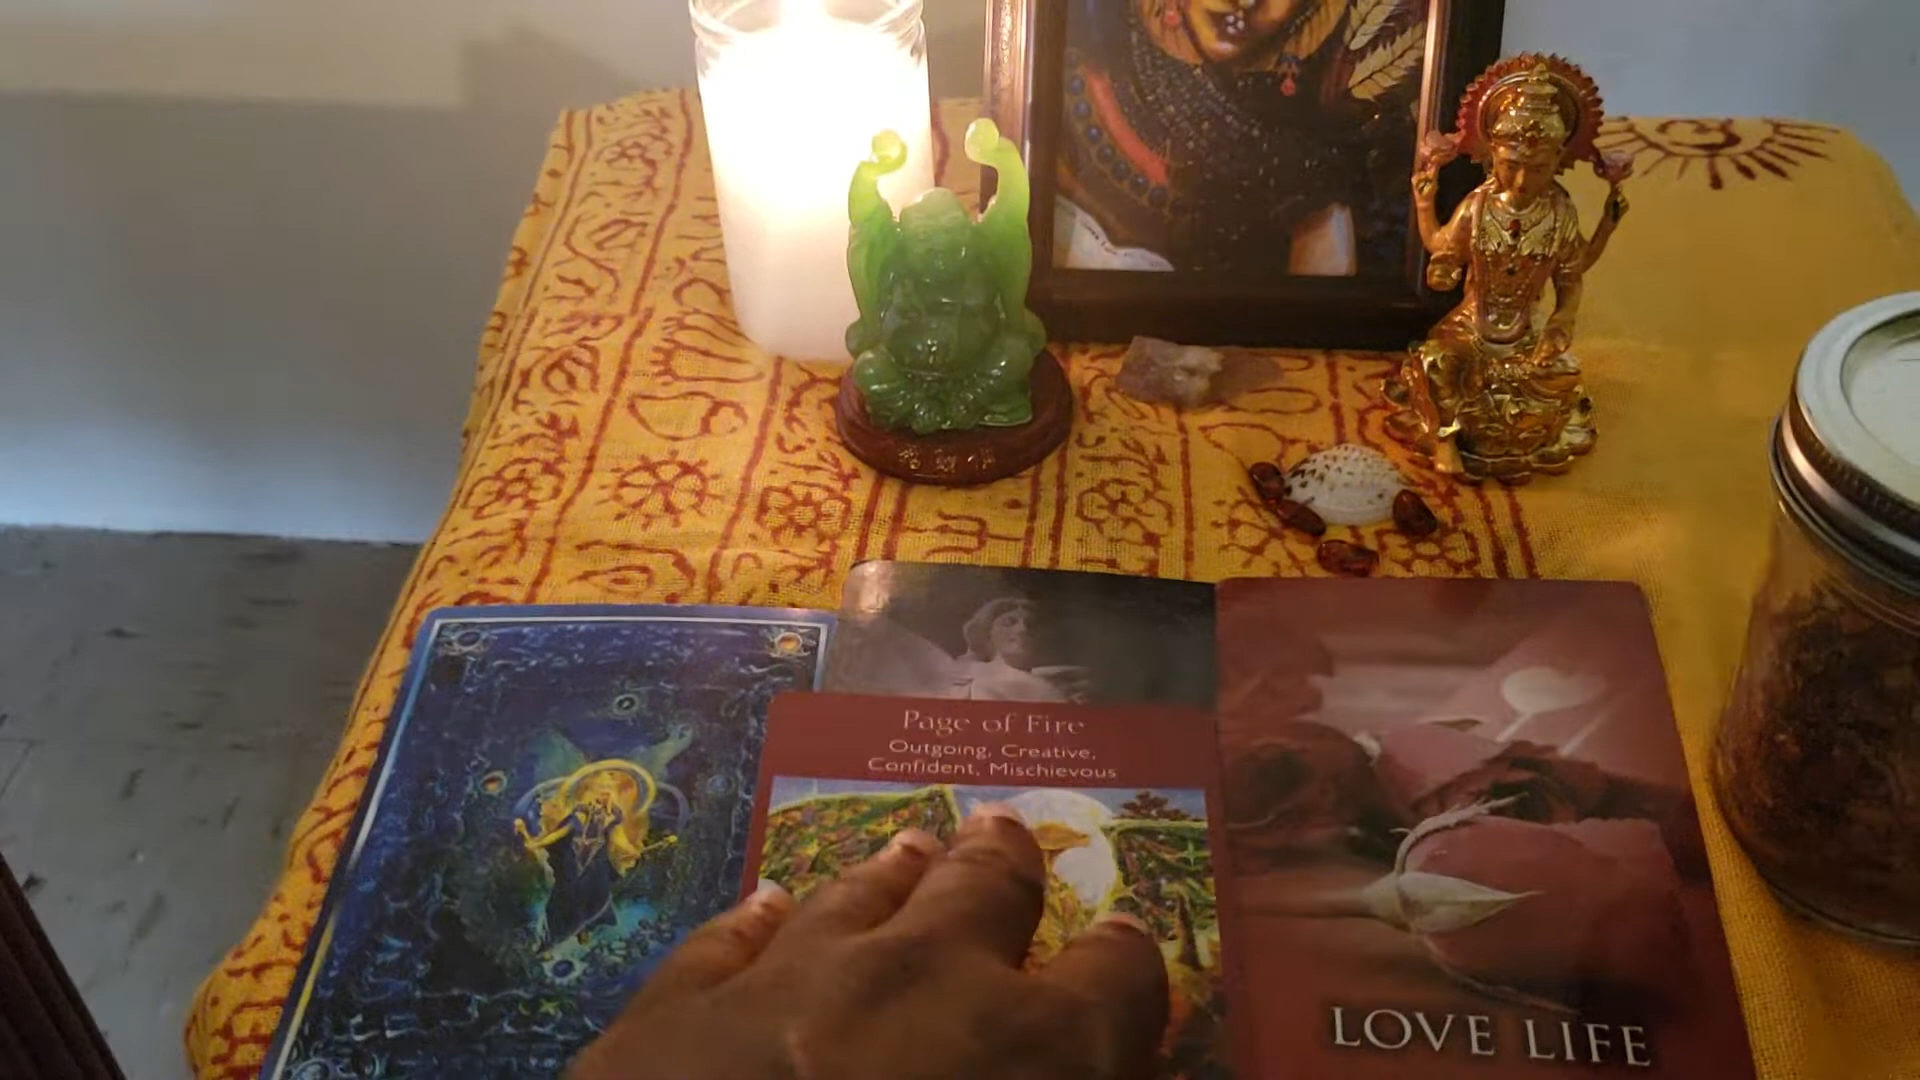 Page of Fire
Outgoing, Creative,
Confident, Mischievous
LOVE LIFE